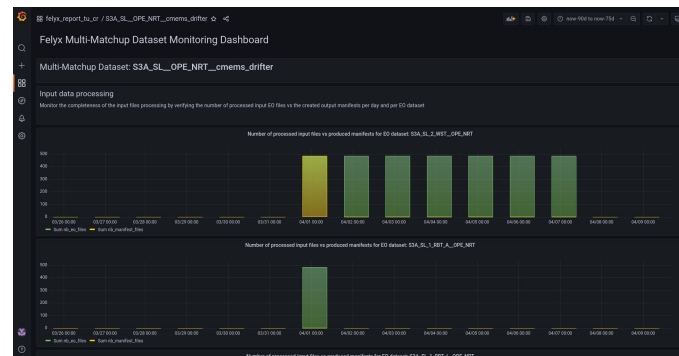 felyx_report_tu_cr / S3A_SL__OPE_NRT__cmems_drifter
now-90d to now-75d
Felyx Multi-Matchup Dataset Monitoring Dashboard
Multi-Matchup Dataset: S3A_SL__OPE_NRT__cmems_drifter
Input data processing
Monitor the completeness of the input files processing by verifying the number of processed input EO files vs the created output manifests per day and per EO dataset
Number of processed input files vs produced manifests for EO dataset: S3A_SL_2_WST__OPE_NRT
500
400
300
200
100
0
03/26 00:00 03/27 00:00 03/28 00:00 03/29 00:00 03/30 00:00 03/31 00:00 04/01 00:00 04/02 00:00 04/03 00:00 04/04 00:00 04/05 00:00 04/06 00:00 04/07 00:00 04/08 00:00 04/09 00:00
Sum nb_eo_files Sum nb_manifest_files
Number of processed input files vs produced manifests for EO dataset: S3A_SL_1_RBT_A__OPE_NRT
500
400
300
200
100
0
03/26 00:00 03/27 00:00 03/28 00:00 03/29 00:00 03/30 00:00 03/31 00:00 04/01 00:00 04/02 00:00 04/03 00:00 04/04 00:00 04/05 00:00 04/06 00:00 04/07 00:00 04/08 00:00 04/09 00:00
Sum nb_eo_files Sum nb_manifest_files